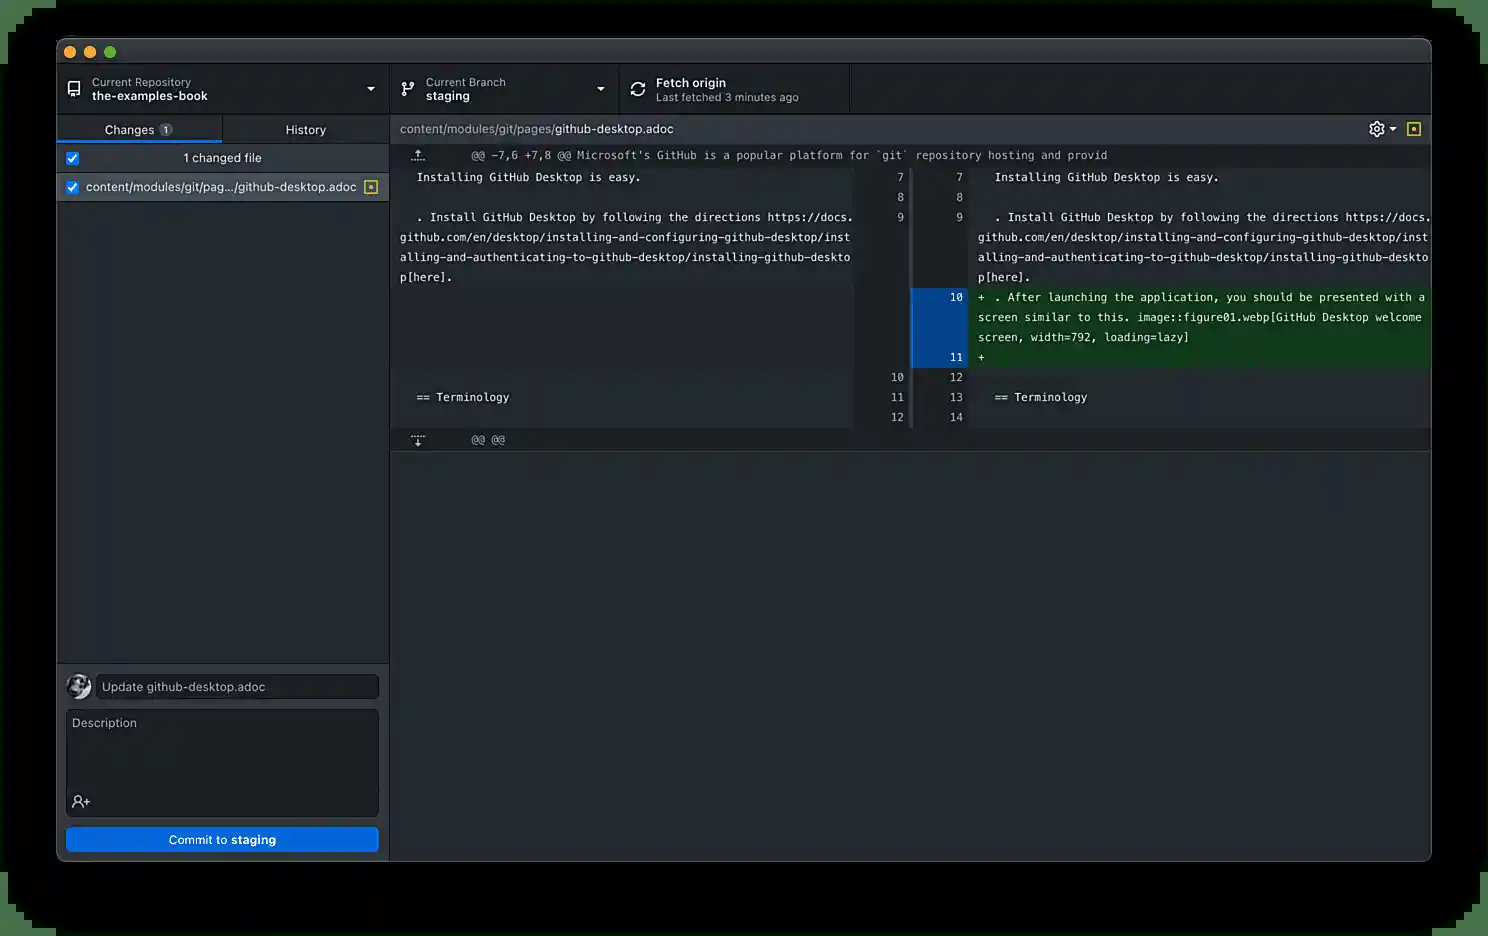 Current Repository
the-examples-book
Current Branch
staging
Fetch origin
Last fetched 3 minutes ago
Changes 1
History
1 changed file
content/modules/git/pag.../github-desktop.adoc
content/modules/git/pages/github-desktop.adoc
@@ -7,6 +7,8 @@ Microsoft's GitHub is a popular platform for `git` repository hosting and provid
Installing GitHub Desktop is easy.
7
8
. Install GitHub Desktop by following the directions https://docs.
9
github.com/en/desktop/installing-and-configuring-github-desktop/inst
alling-and-authenticating-to-github-desktop/installing-github-deskto
p[here].
10
== Terminology
11
12
7
Installing GitHub Desktop is easy.
8
9
. Install GitHub Desktop by following the directions https://docs.
github.com/en/desktop/installing-and-configuring-github-desktop/inst
alling-and-authenticating-to-github-desktop/installing-github-deskto
p[here].
10
+ . After launching the application, you should be presented with a
screen similar to this. image::figure01.webp[GitHub Desktop welcome
screen, width=792, loading=lazy]
11
+
12
13
== Terminology
14
@@ @@
Update github-desktop.adoc
Description
Commit to staging